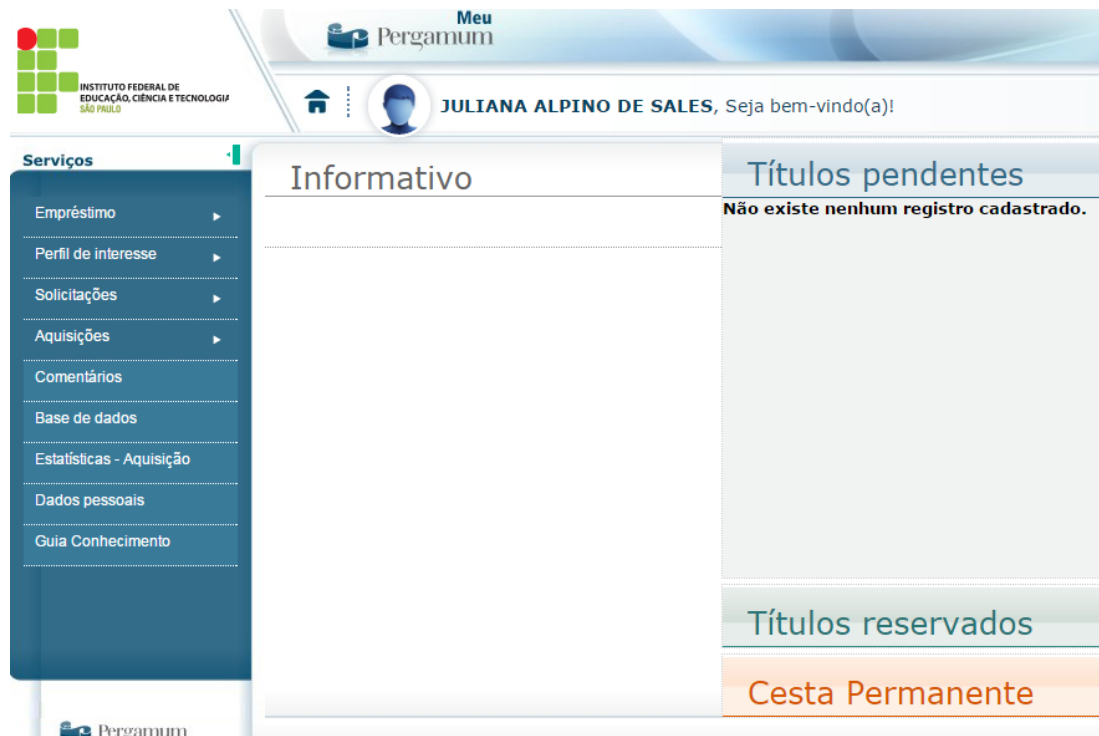 Meu
Pergamum
INSTITUTO FEDERAL DE
EDUCAÇÃO, CIÊNCIA E TECNOLOGIA
SÃO PAULO
JULIANA ALPINO DE SALES, Seja bem-vindo(a)!
Serviços
Empréstimo
Perfil de interesse
Solicitações
Aquisições
Comentários
Base de dados
Estatísticas - Aquisição
Dados pessoais
Guia Conhecimento
Pergamum
Informativo
Títulos pendentes
Não existe nenhum registro cadastrado.
Títulos reservados
Cesta Permanente